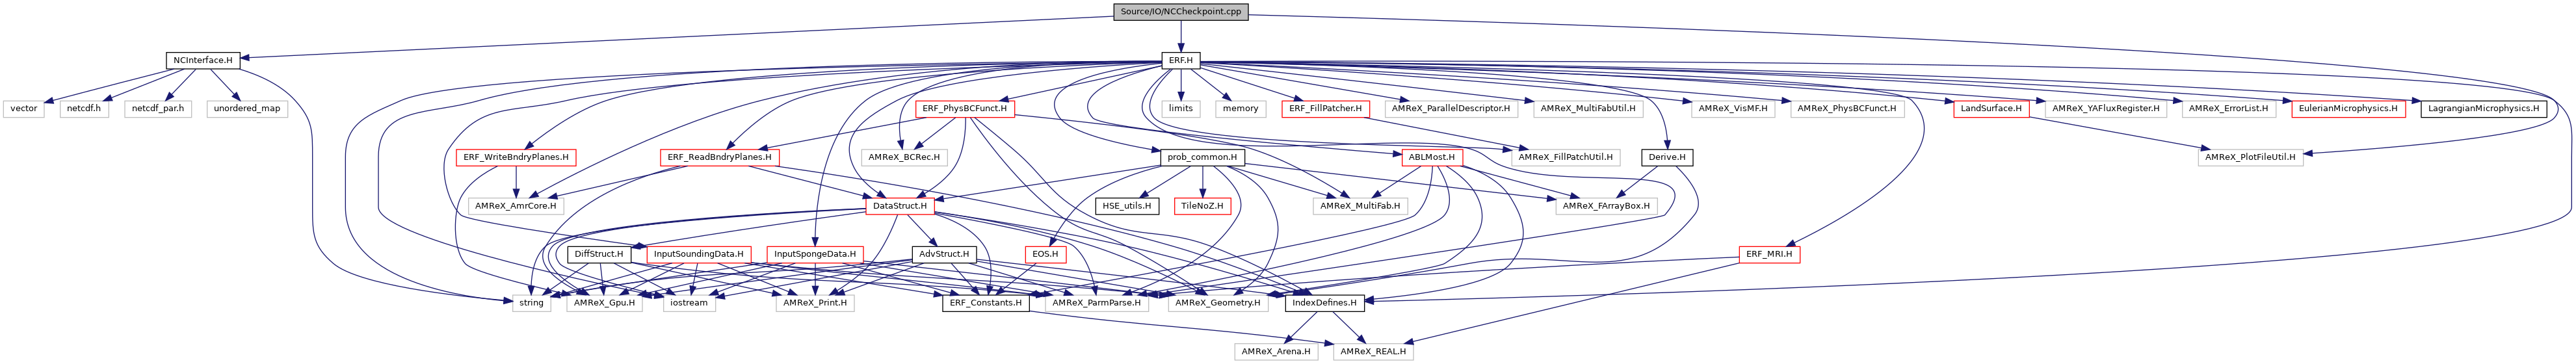 Source/IO/NCCheckpoint.cpp
NCInterface.H
ERF.H
vector
netcdf.h
netcdf_par.h
unordered_map
ERF_PhysBCFunct.H
limits
memory
ERF_FillPatcher.H
AMReX_ParallelDescriptor.H
AMReX_MultiFabUtil.H
AMReX_VisMF.H
AMReX_PhysBCFunct.H
LandSurface.H
AMReX_YAFluxRegister.H
AMReX_ErrorList.H
EulerianMicrophysics.H
LagrangianMicrophysics.H
ERF_WriteBndryPlanes.H
ERF_ReadBndryPlanes.H
AMReX_BCRec.H
prob_common.H
ABLMost.H
AMReX_FillPatchUtil.H
Derive.H
AMReX_PlotFileUtil.H
AMReX_AmrCore.H
DataStruct.H
HSE_utils.H
TileNoZ.H
AMReX_MultiFab.H
AMReX_FArrayBox.H
DiffStruct.H
InputSoundingData.H
InputSpongeData.H
AdvStruct.H
EOS.H
ERF_MRI.H
string
AMReX_Gpu.H
iostream
AMReX_Print.H
ERF_Constants.H
AMReX_ParmParse.H
AMReX_Geometry.H
IndexDefines.H
AMReX_Arena.H
AMReX_REAL.H